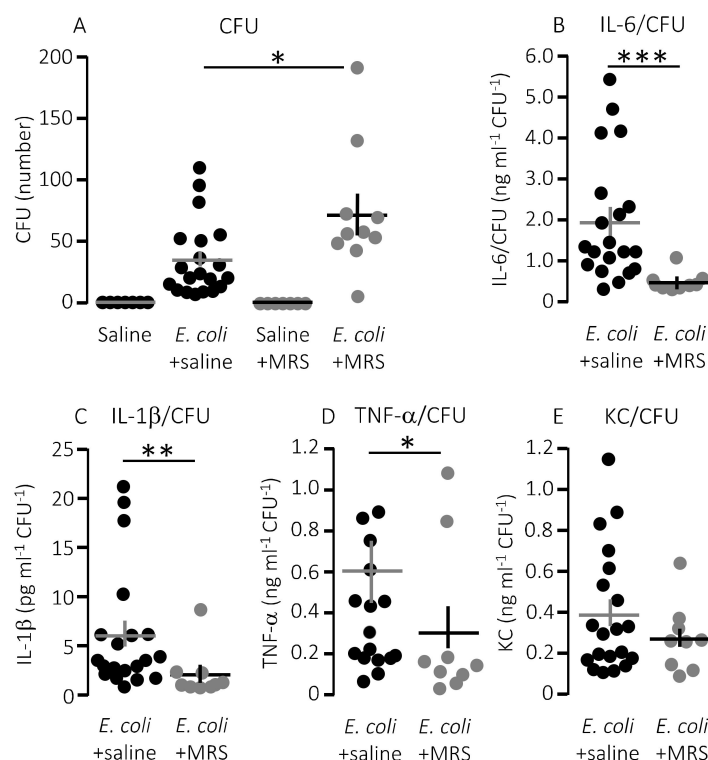 A CFU
*
200
150
100
50
0
CFU (number)
Saline
E. coli
+saline
Saline
+MRS
E. coli
+MRS
B IL-6/CFU
***
6.0
5.0
4.0
3.0
2.0
1.0
0
IL-6/CFU (ng ml⁻¹ CFU⁻¹)
E. coli
+saline
E. coli
+MRS
C IL-1β/CFU
**
25
20
15
10
5
0
IL-1β (pg ml⁻¹ CFU⁻¹)
E. coli
+saline
E. coli
+MRS
D TNF-α/CFU
*
1.2
1.0
0.8
0.6
0.4
0.2
0
TNF-α (ng ml⁻¹ CFU⁻¹)
E. coli
+saline
E. coli
+MRS
E KC/CFU
1.2
1.0
0.8
0.6
0.4
0.2
0
KC (ng ml⁻¹ CFU⁻¹)
E. coli
+saline
E. coli
+MRS